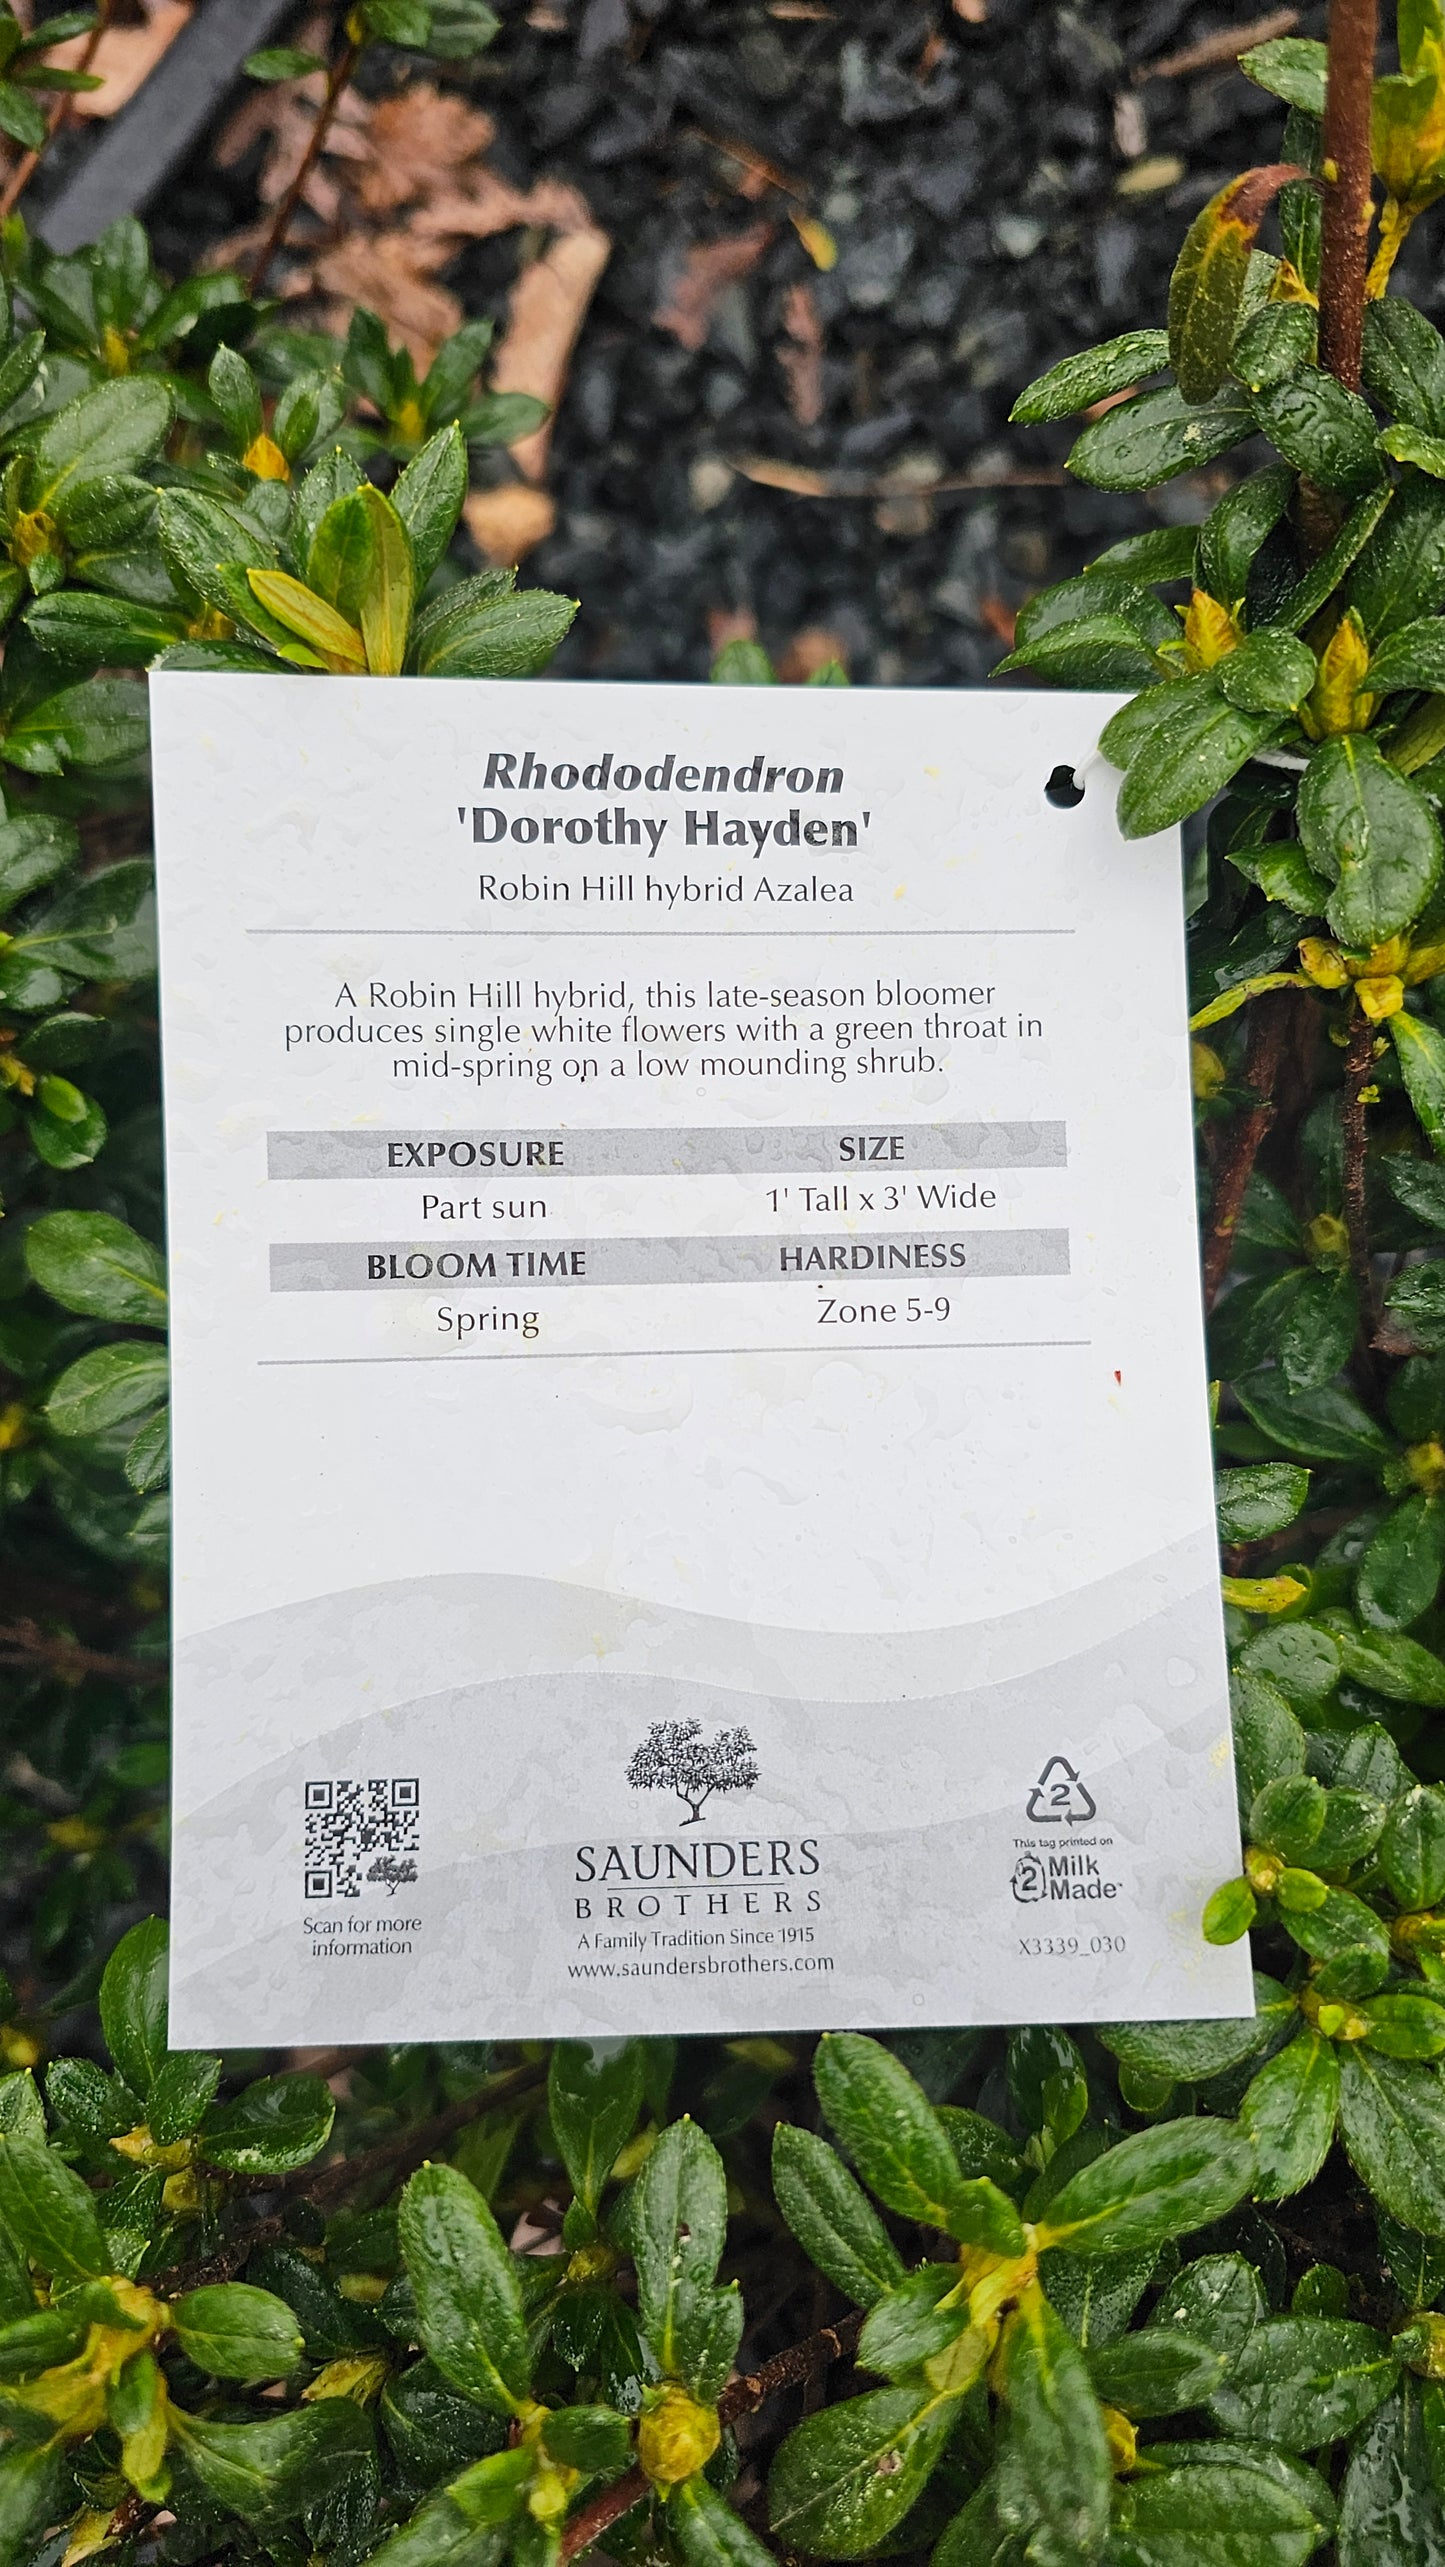 Rhododendron
'Dorothy Hayden'
Robin Hill hybrid Azalea
A Robin Hill hybrid, this late-season bloomer
produces single white flowers with a green throat in
mid-spring on a low mounding shrub.
EXPOSURE SIZE
Part sun 1' Tall x 3' Wide
BLOOM TIME HARDINESS
Spring Zone 5-9
Scan for more
information
SAUNDERS
BROTHERS
A Family Tradition Since 1915
www.saundersbrothers.com
2
This tag printed on
2 Milk
Made
X3339_030